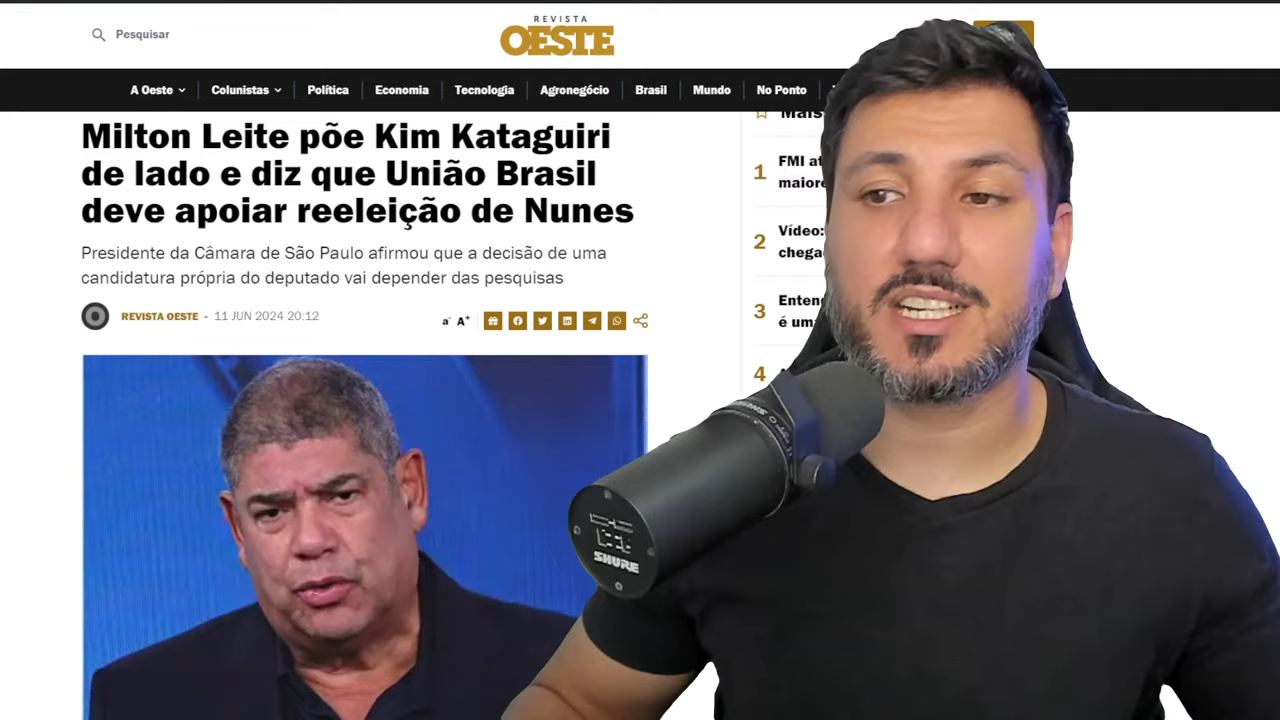 REVISTA
OESTE
Pesquisar
A Oeste
Colunistas
Política
Economia
Tecnologia
Agronegócio
Brasil
Mundo
No Ponto
Milton Leite põe Kim Kataguiri
de lado e diz que União Brasil
deve apoiar reeleição de Nunes
Presidente da Câmara de São Paulo afirmou que a decisão de uma
candidatura própria do deputado vai depender das pesquisas
REVISTA OESTE - 11 JUN 2024 20:12
a- A+
1
FMI
2
Vídeo:
3
é
4
SHURE